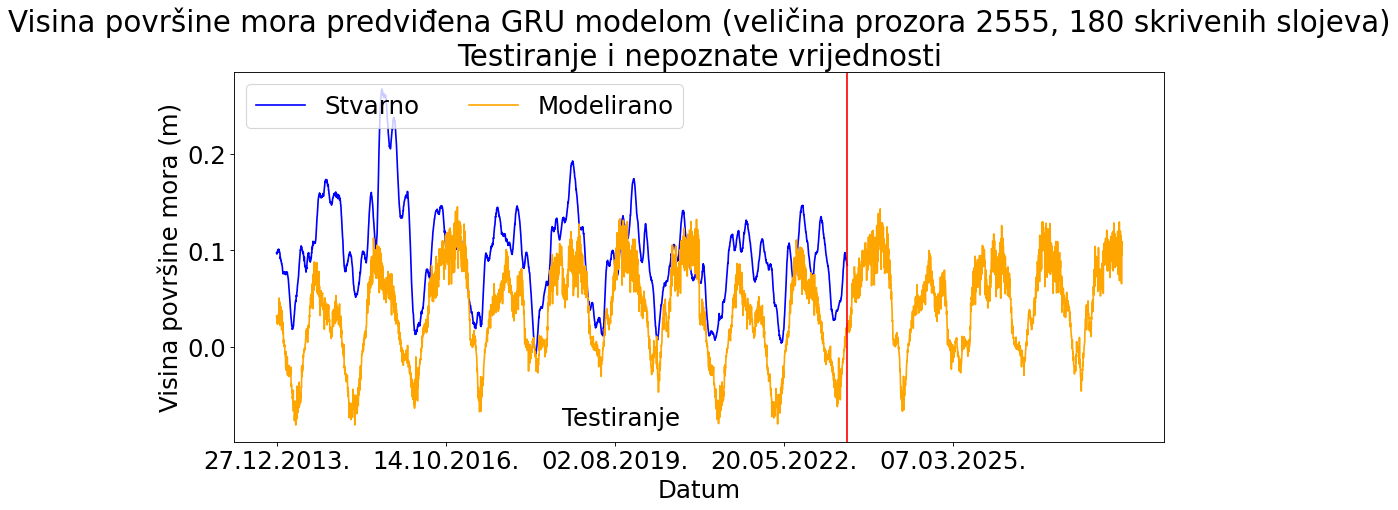 Visina površine mora predviđena GRU modelom (veličina prozora 2555, 180 skrivenih slojeva)
Testiranje i nepoznate vrijednosti
Stvarno
Modelirano
Visina površine mora (m)
0.2
0.1
0.0
Testiranje
27.12.2013.
14.10.2016.
02.08.2019.
20.05.2022.
07.03.2025.
Datum